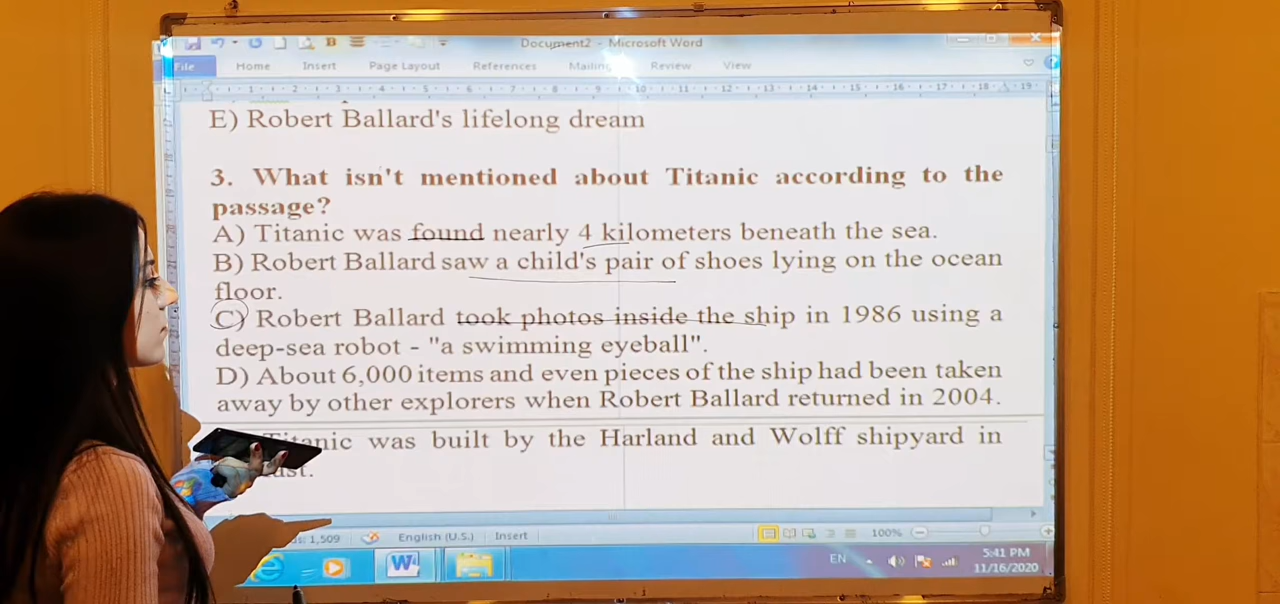 Document2 - Microsoft Word
File Home Insert Page Layout References Mailing Review View
E) Robert Ballard's lifelong dream
3. What isn't mentioned about Titanic according to the
passage?
A) Titanic was found nearly 4 kilometers beneath the sea.
B) Robert Ballard saw a child's pair of shoes lying on the ocean
floor.
C) Robert Ballard took photos inside the ship in 1986 using a
deep-sea robot - "a swimming eyeball".
D) About 6,000 items and even pieces of the ship had been taken
away by other explorers when Robert Ballard returned in 2004.
Titanic was built by the Harland and Wolff shipyard in
1,509 English (U.S.) Insert 100%
EN 5:41 PM
11/16/2020